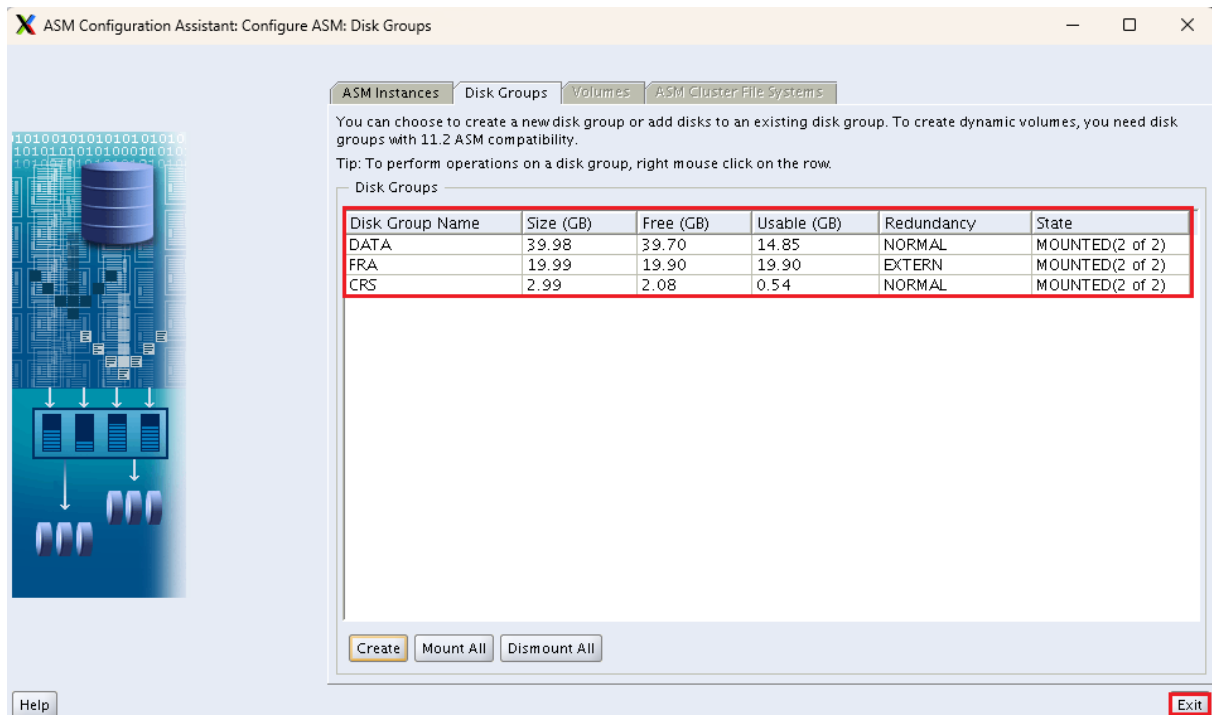 ASM Configuration Assistant: Configure ASM: Disk Groups
ASM Instances Disk Groups Volumes ASM Cluster File Systems
You can choose to create a new disk group or add disks to an existing disk group. To create dynamic volumes, you need disk
groups with 11.2 ASM compatibility.
Tip: To perform operations on a disk group, right mouse click on the row.
Disk Groups
Disk Group Name Size (GB) Free (GB) Usable (GB) Redundancy State
DATA 39.98 39.70 14.85 NORMAL MOUNTED(2 of 2)
FRA 19.99 19.90 19.90 EXTERN MOUNTED(2 of 2)
CRS 2.99 2.08 0.54 NORMAL MOUNTED(2 of 2)
Create Mount All Dismount All
Help Exit